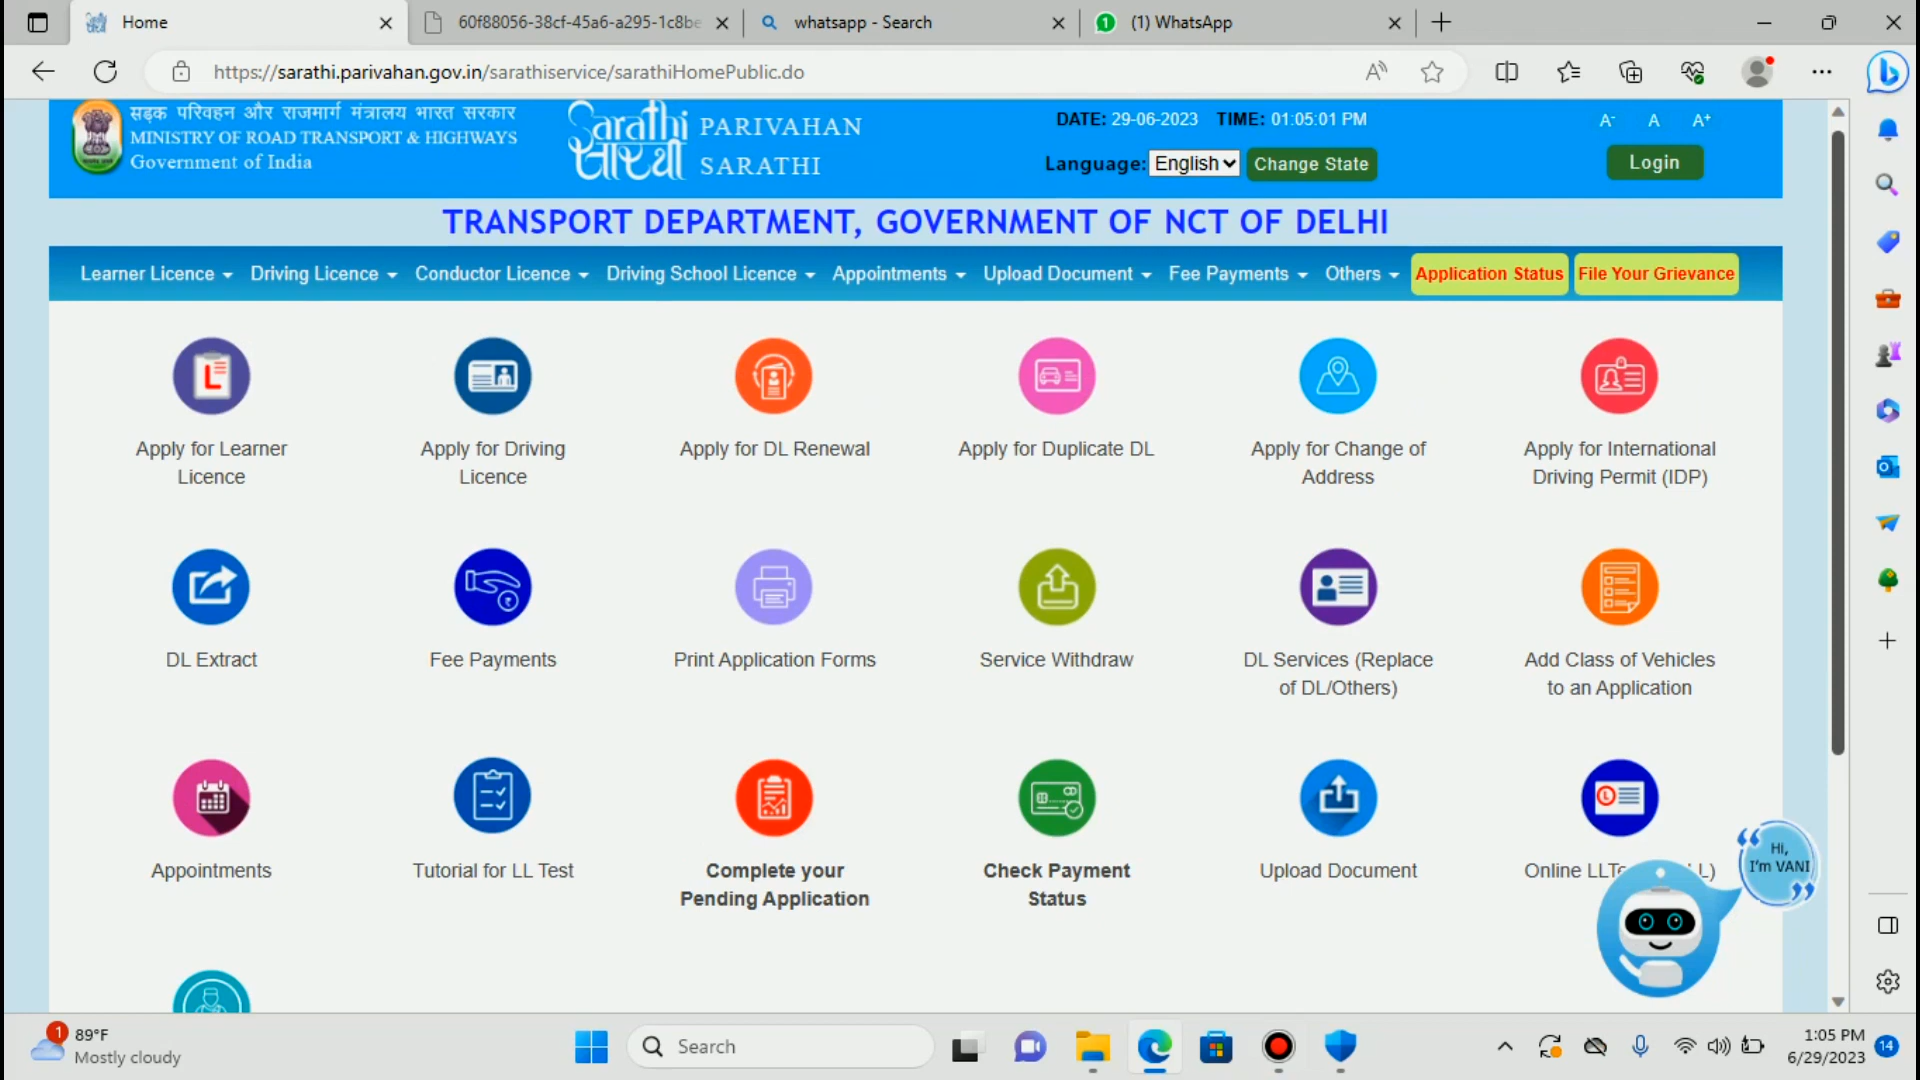 Home
60f88056-38cf-45a6-a295-1c8be
whatsapp - Search
(1) WhatsApp
https://sarathi.parivahan.gov.in/sarathiservice/sarathiHomePublic.do
सड़क परिवहन और राजमार्ग मंत्रालय भारत सरकार
MINISTRY OF ROAD TRANSPORT & HIGHWAYS
Government of India
Sarathi
सारथी
PARIVAHAN
SARATHI
DATE: 29-06-2023 TIME: 01:05:01 PM
Language: English Change State
A- A A+
Login
TRANSPORT DEPARTMENT, GOVERNMENT OF NCT OF DELHI
Learner Licence Driving Licence Conductor Licence Driving School Licence Appointments Upload Document Fee Payments Others Application Status File Your Grievance
Apply for Learner
Licence
Apply for Driving
Licence
Apply for DL Renewal
Apply for Duplicate DL
Apply for Change of
Address
Apply for International
Driving Permit (IDP)
DL Extract
Fee Payments
Print Application Forms
Service Withdraw
DL Services (Replace
of DL/Others)
Add Class of Vehicles
to an Application
Appointments
Tutorial for LL Test
Complete your
Pending Application
Check Payment
Status
Upload Document
Online LLTe
L)
Hi,
I'm VANI
1
89°F
Mostly cloudy
Search
1:05 PM
6/29/2023
14